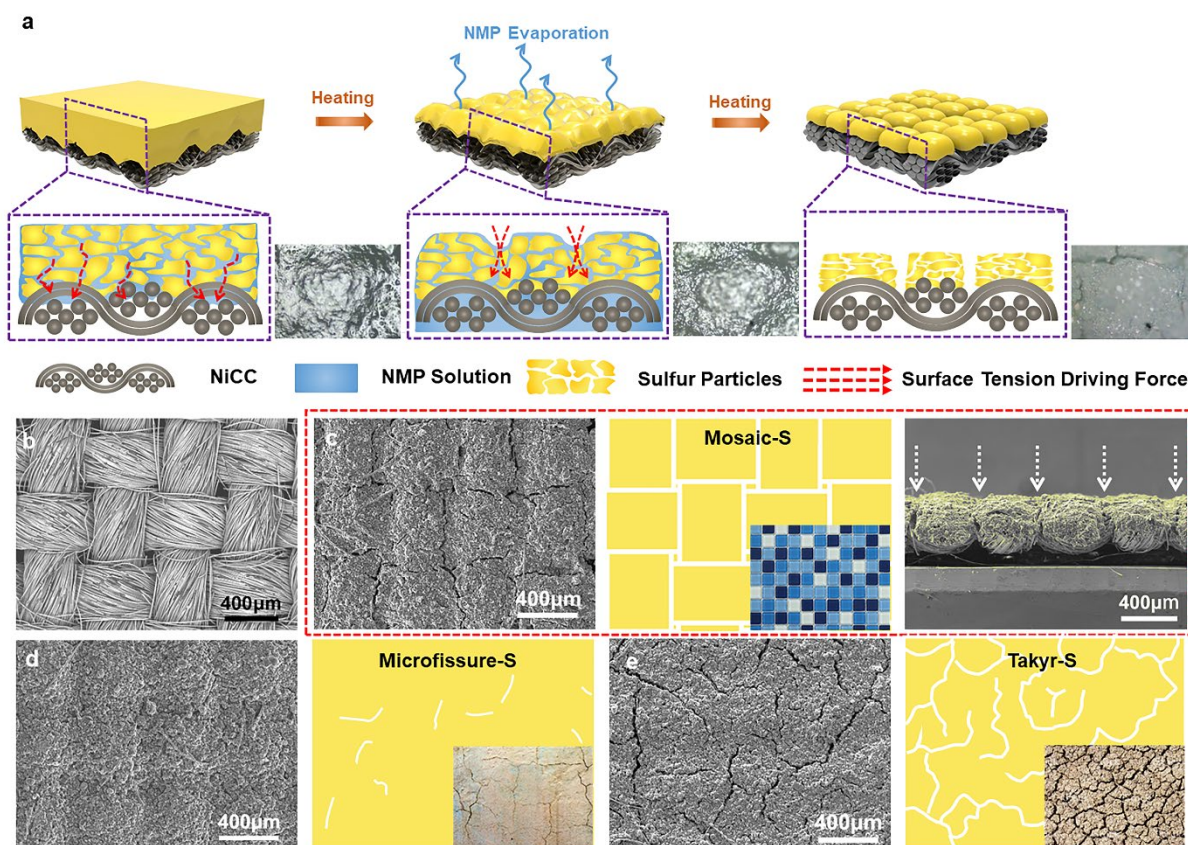 a
NMP Evaporation
Heating
Heating
NiCC
NMP Solution
Sulfur Particles
Surface Tension Driving Force
b
400μm
c
400μm
Mosaic-S
400μm
d
400μm
Microfissure-S
e
400μm
Takyr-S